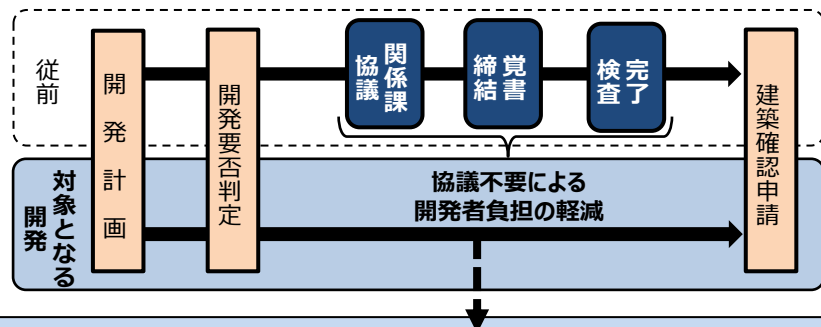 従前
開発計画
開発要否判定
関係課
協議
覚書
締結
完了
検査
建築確認申請
対象となる
開発
協議不要による
開発者負担の軽減